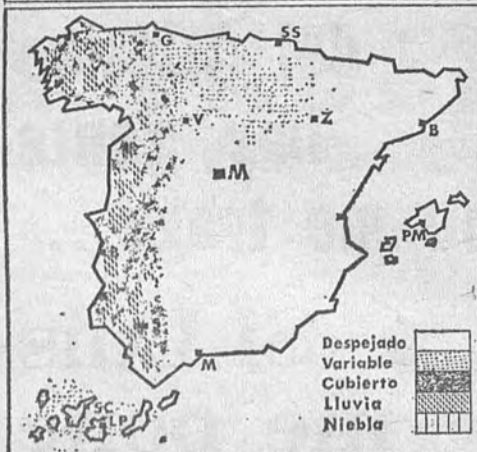 G
SS
V
Z
B
M
PM
M
SC
LP
Despejado
Variable
Cubierto
Lluvia
Niebla